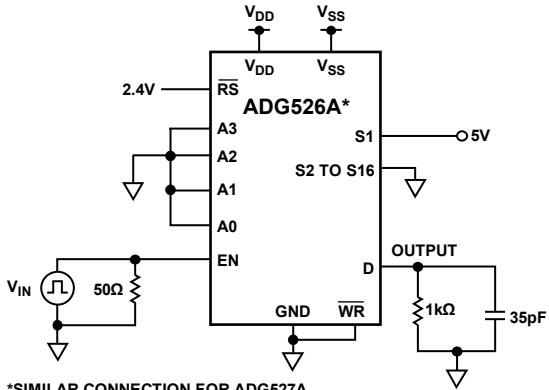 VDD VSS
VDD VSS
2.4V RS
ADG526A*
A3
S1 5V
A2
S2 TO S16
A1
A0
OUTPUT
EN D
VIN 50Ω
1kΩ 35pF
GND WR
*SIMILAR CONNECTION FOR ADG527A